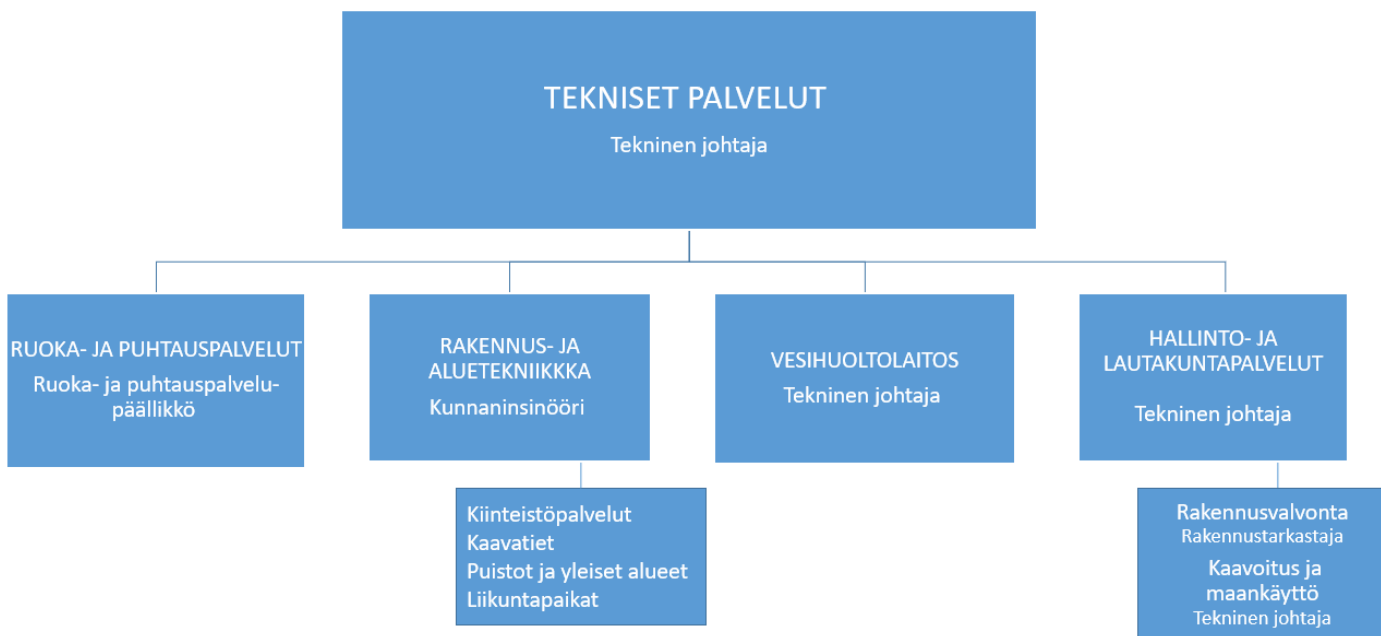 TEKNISET PALVELUT
Tekninen johtaja
RUOKA- JA PUHTAUSPALVELUT
Ruoka- ja puhtauspalvelu-
päällikkö
RAKENNUS- JA
ALUETEKNIIKKKA
Kunnaninsinööri
VESIHUOLTOLAITOS
Tekninen johtaja
HALLINTO- JA
LAUTAKUNTAPALVELUT
Tekninen johtaja
Kiinteistöpalvelut
Kaavatiet
Puistot ja yleiset alueet
Liikuntapaikat
Rakennusvalvonta
Rakennustarkastaja
Kaavoitus ja
maankäyttö
Tekninen johtaja